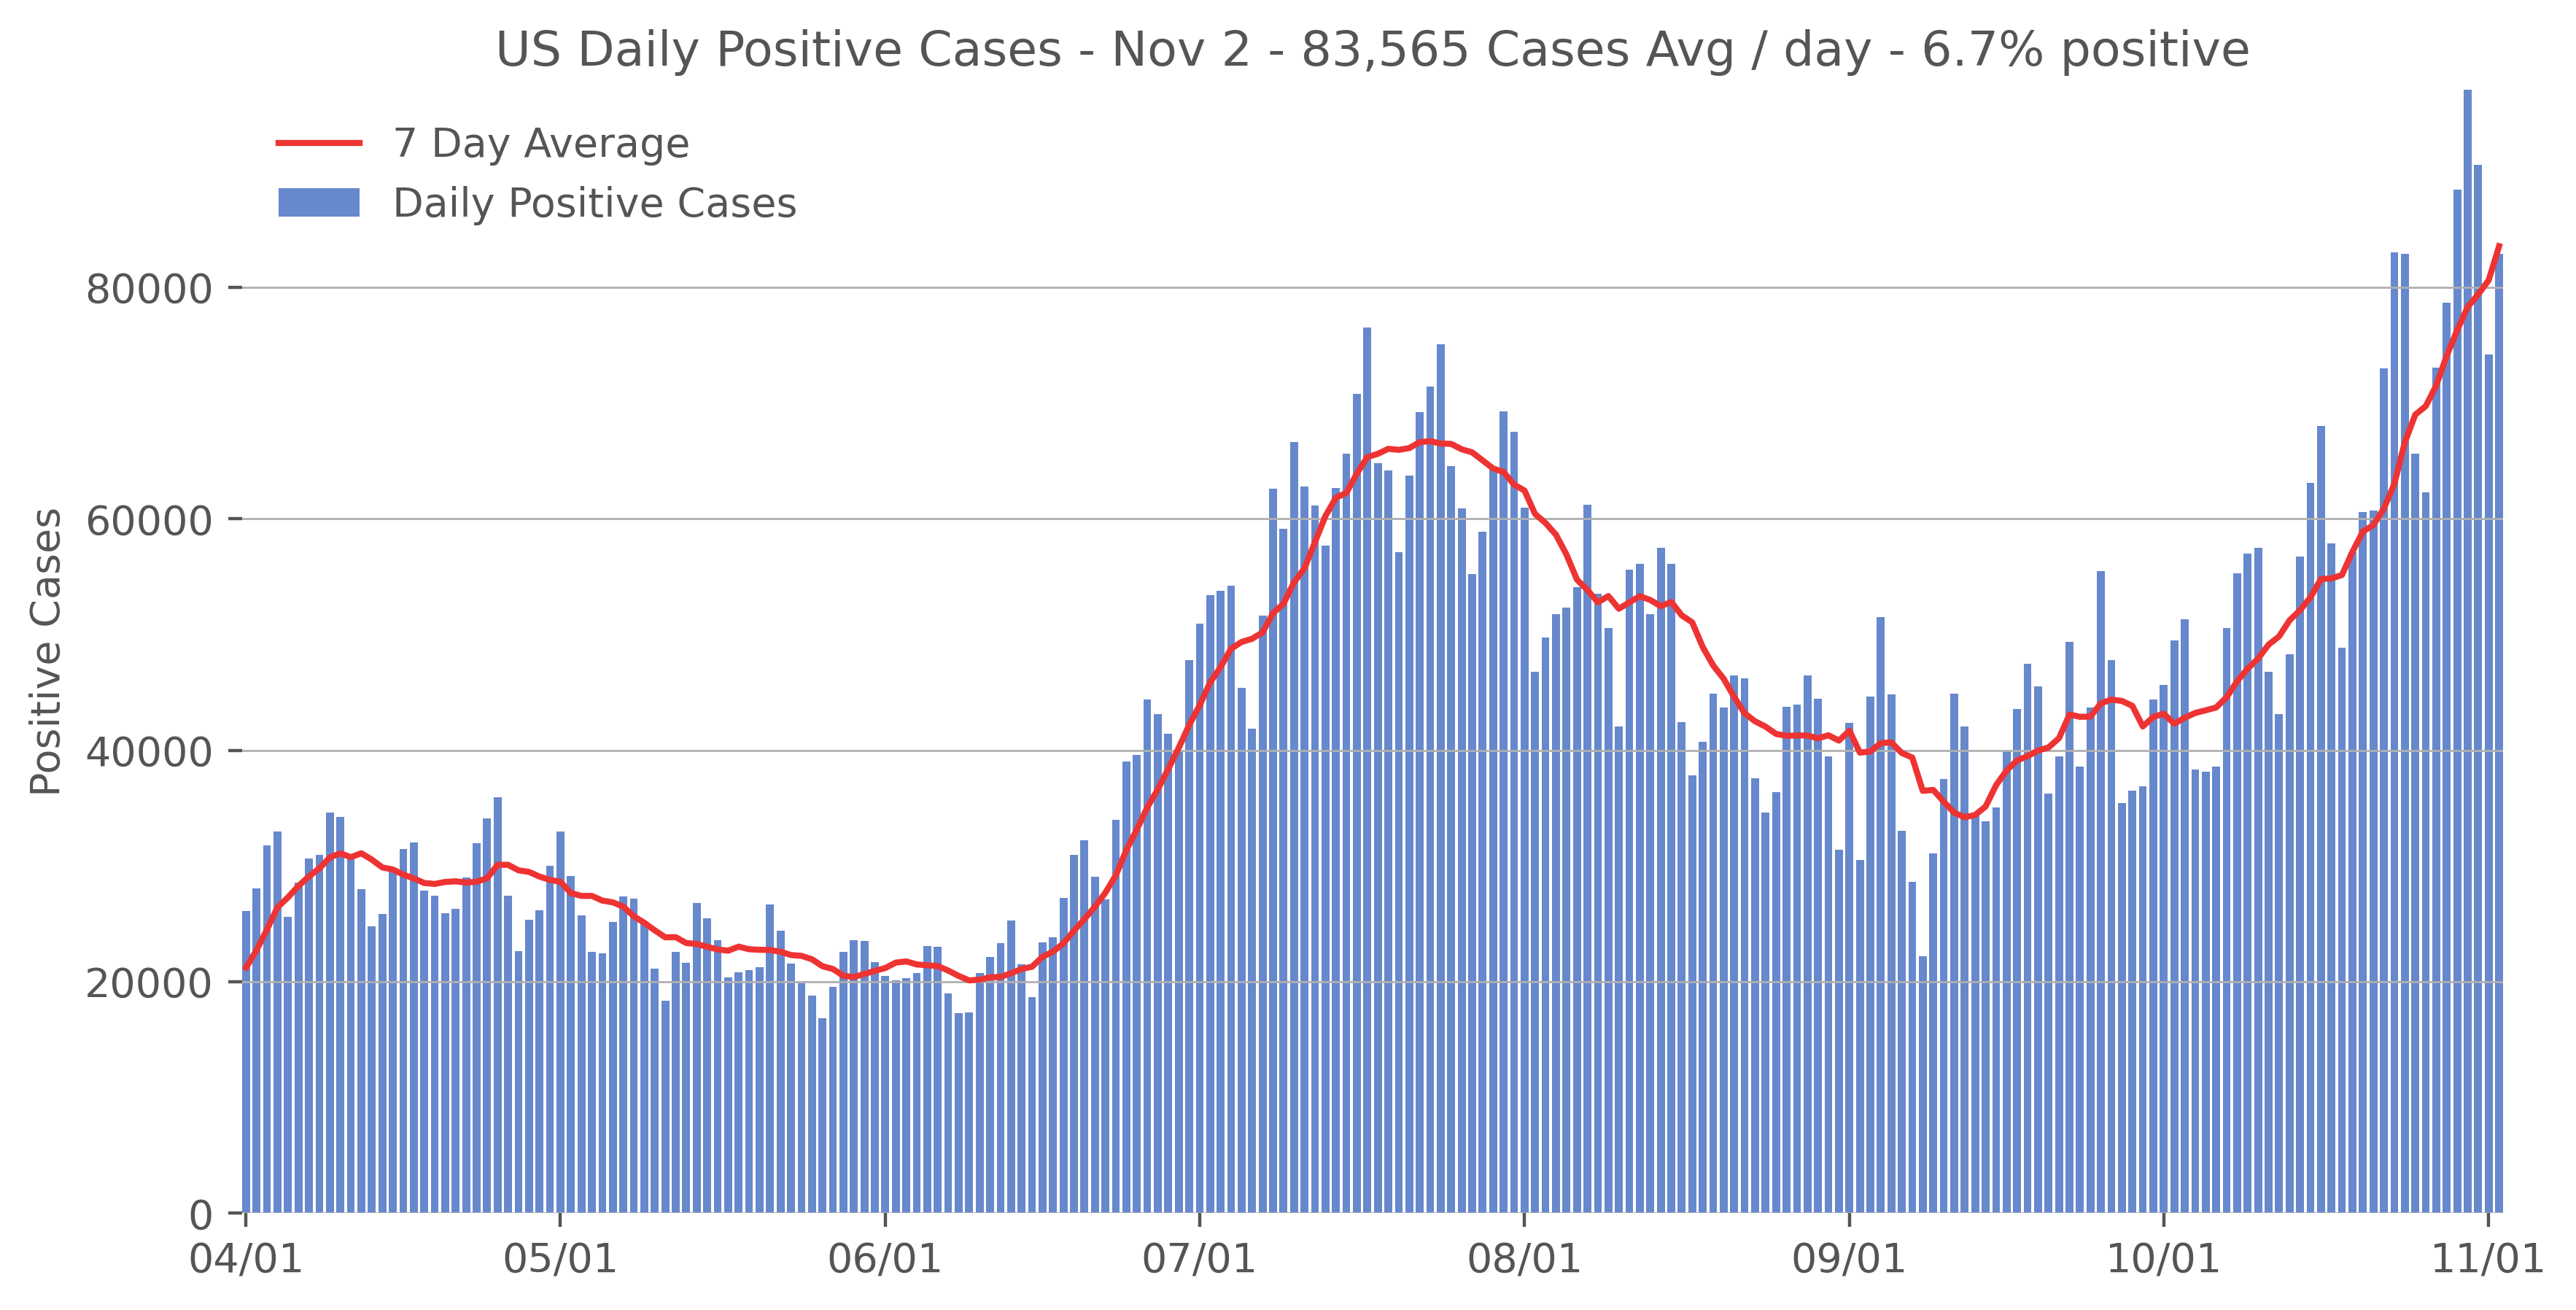 US Daily Positive Cases - Nov 2 - 83,565 Cases Avg / day - 6.7% positive
7 Day Average
Daily Positive Cases
80000
60000
40000
20000
0
Positive Cases
04/01 05/01 06/01 07/01 08/01 09/01 10/01 11/01